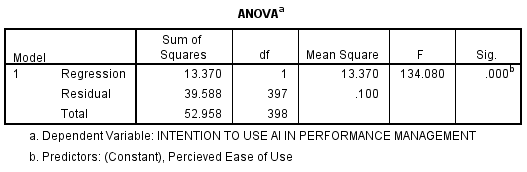 ANOVAa
Model Sum of Squares df Mean Square F Sig.
1 Regression 13.370 1 13.370 134.080 .000b
Residual 39.588 397 .100
Total 52.958 398
a. Dependent Variable: INTENTION TO USE AI IN PERFORMANCE MANAGEMENT
b. Predictors: (Constant), Percieved Ease of Use